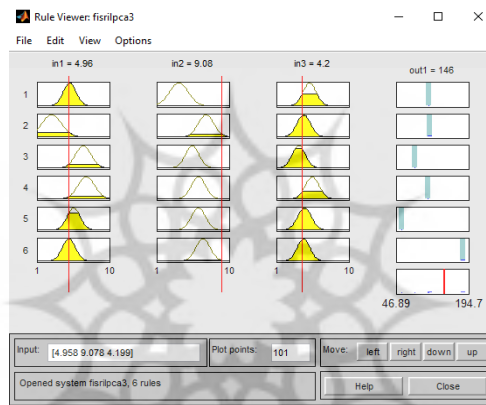 Rule Viewer: fisrilpca3
File Edit View Options
in1 = 4.96 in2 = 9.08 in3 = 4.2 out1 = 146
1
2
3
4
5
6
1 10 1 10 1 10
46.89 194.7
Input: [4.958 9.078 4.199] Plot points: 101 Move: left right down up
Opened system fisrilpca3, 6 rules Help Close